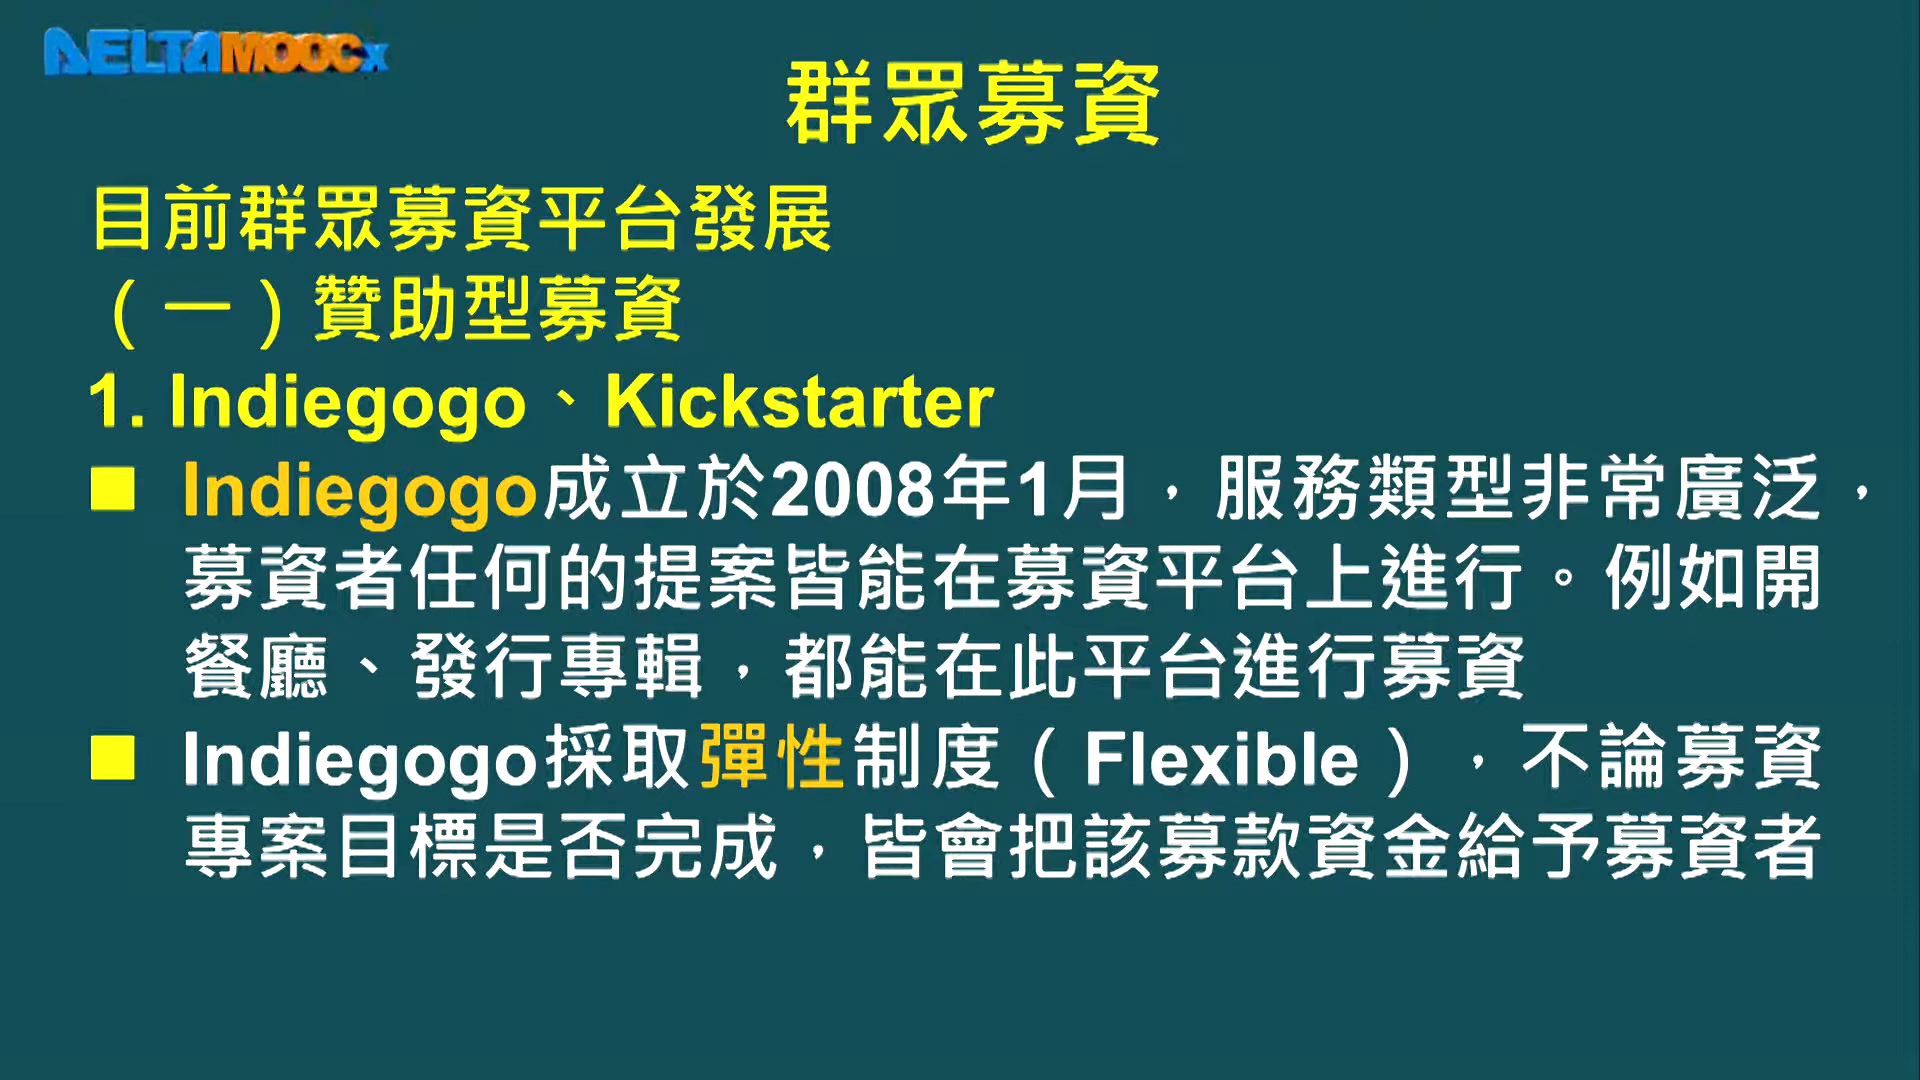 DELTAMOOCx
群眾募資
目前群眾募資平台發展
（一）贊助型募資
1. Indiegogo、Kickstarter
Indiegogo成立於2008年1月，服務類型非常廣泛，
募資者任何的提案皆能在募資平台上進行。例如開
餐廳、發行專輯，都能在此平台進行募資
Indiegogo採取彈性制度（Flexible），不論募資
專案目標是否完成，皆會把該募款資金給予募資者